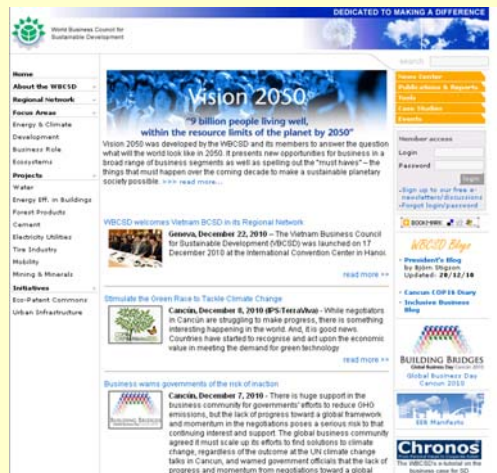 DEDICATED TO MAKING A DIFFERENCE
World Business Council for
Sustainable Development
search
Home
About the WBCSD
Regional Network
Focus Areas
Energy & Climate
Development
Business Role
Ecosystems
Projects
Water
Energy Eff. in Buildings
Forest Products
Cement
Electricity Utilities
Tire Industry
Mobility
Mining & Minerals
Initiatives
Eco-Patent Commons
Urban Infrastructure
Vision 2050
"9 billion people living well,
within the resource limits of the planet by 2050"
Vision 2050 was developed by the WBCSD and its members to answer the question
what will the world look like in 2050. It presents new opportunities for business in a
broad range of business segments as well as spelling out the "must haves" – the
things that must happen over the coming decade to make a sustainable planetary
society possible. >>> read more...
WBCSD welcomes Vietnam BCSD in its Regional Network
Geneva, December 22, 2010 – The Vietnam Business Council
for Sustainable Development (VBCSD) was launched on 17
December 2010 at the International Convention Center in Hanoi.
read more >>
Stimulate the Green Race to Tackle Climate Change
Cancún, December 8, 2010 (IPS/TerraViva) - While negotiators
in Cancún are struggling to make progress, there is something
interesting happening in the world. And, it is good news.
Countries have started to recognise and act upon the economic
value in meeting the demand for green technology
read more >>
Business warns governments of the risk of inaction
Cancún, December 7, 2010 - There is huge support in the
business community for governments' efforts to reduce GHG
emissions, but the lack of progress toward a global framework
and momentum in the negotiations poses a serious risk to that
continuing interest and support. The global business community
agreed it must scale up its efforts to find solutions to climate
change, regardless of the outcome at the UN climate change
talks in Cancun, and warned government officials that the lack of
progress and momentum from negotiations toward a global
News Center
Publications & Reports
Tools
Case Studies
Events
Member access
Login
Password
login
Sign up to our free e-
newsletters/discussions
Forgot login/password
BOOKMARK
WBCSD Blogs
President's Blog
by Björn Stigson
Updated: 20/12/10
Cancun COP16 Diary
Inclusive Business
Blog
BUILDING BRIDGES
Global Business Day
Cancun 2010
EEB Manifesto
Chronos
The WBCSD's e-tutorial on the
business case for SD